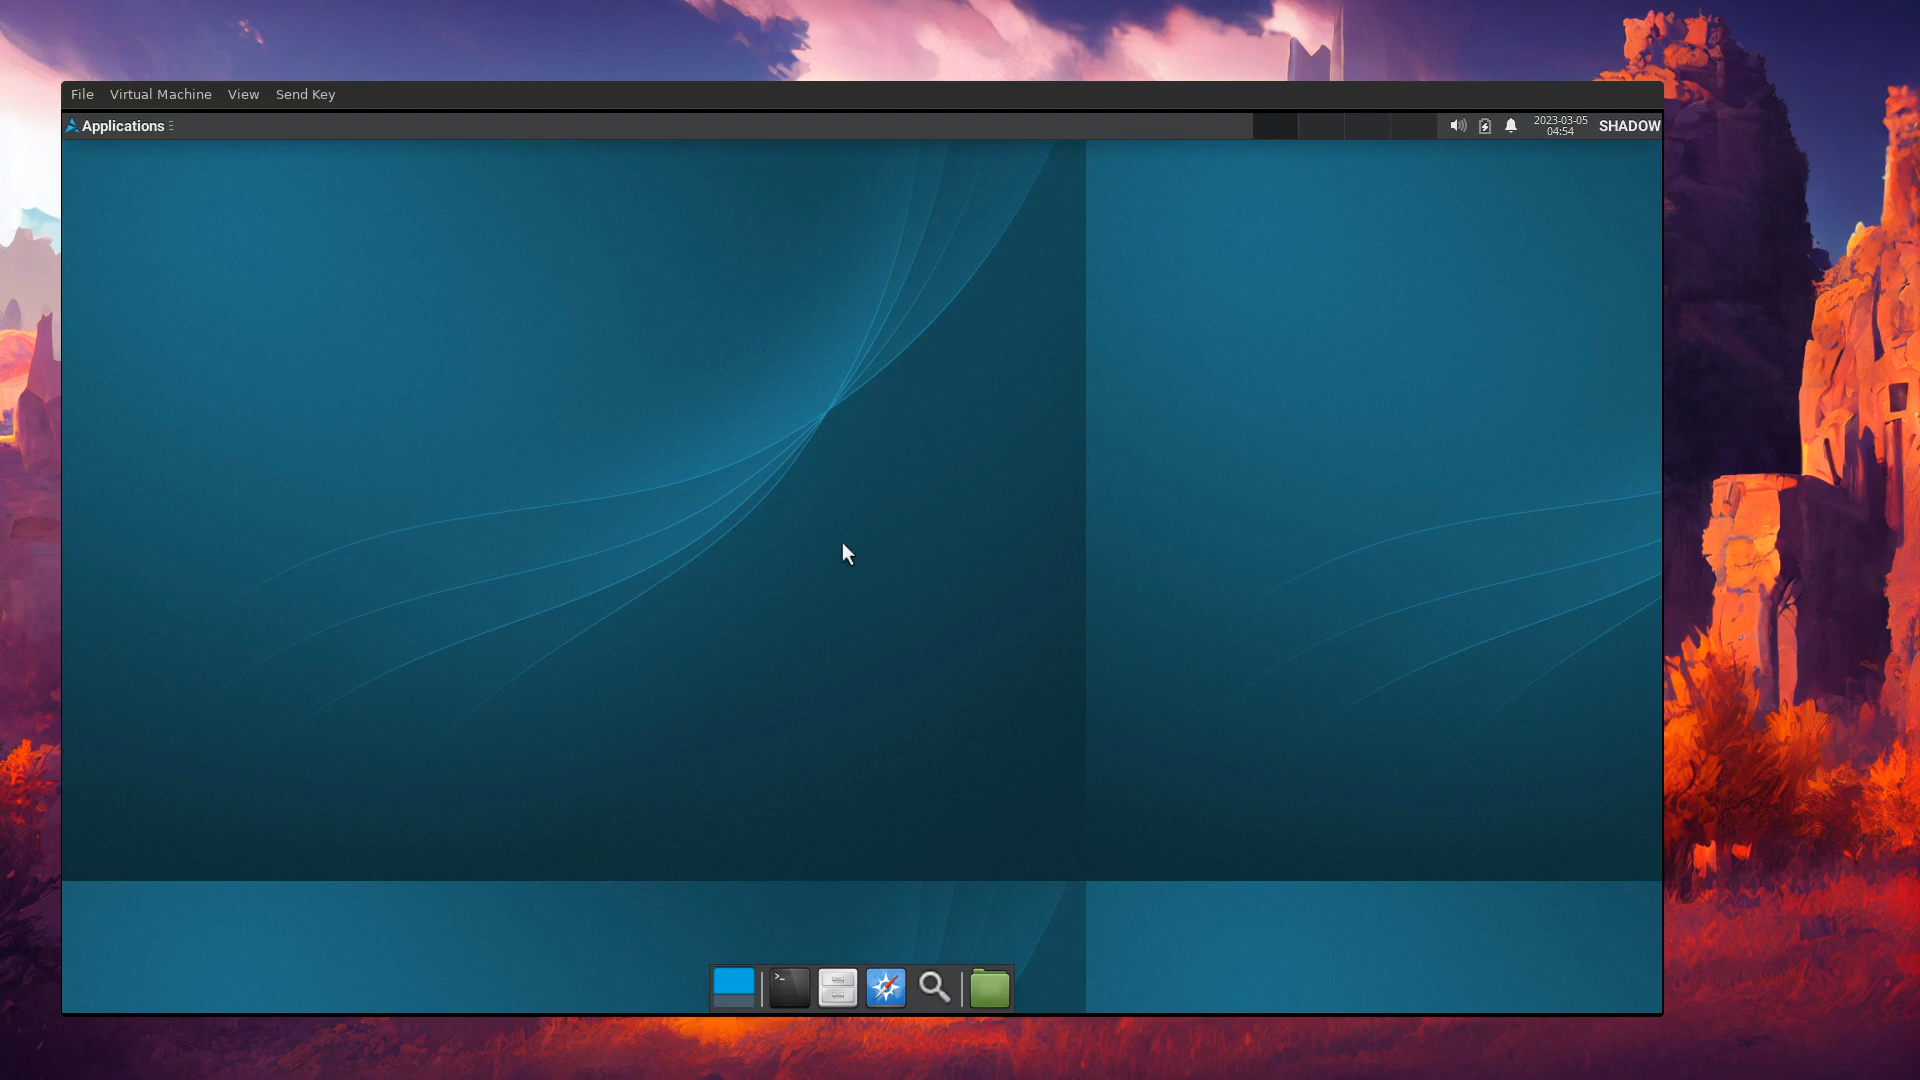 File Virtual Machine View Send Key
Applications 2023-03-05 SHADOW
04:54
>_